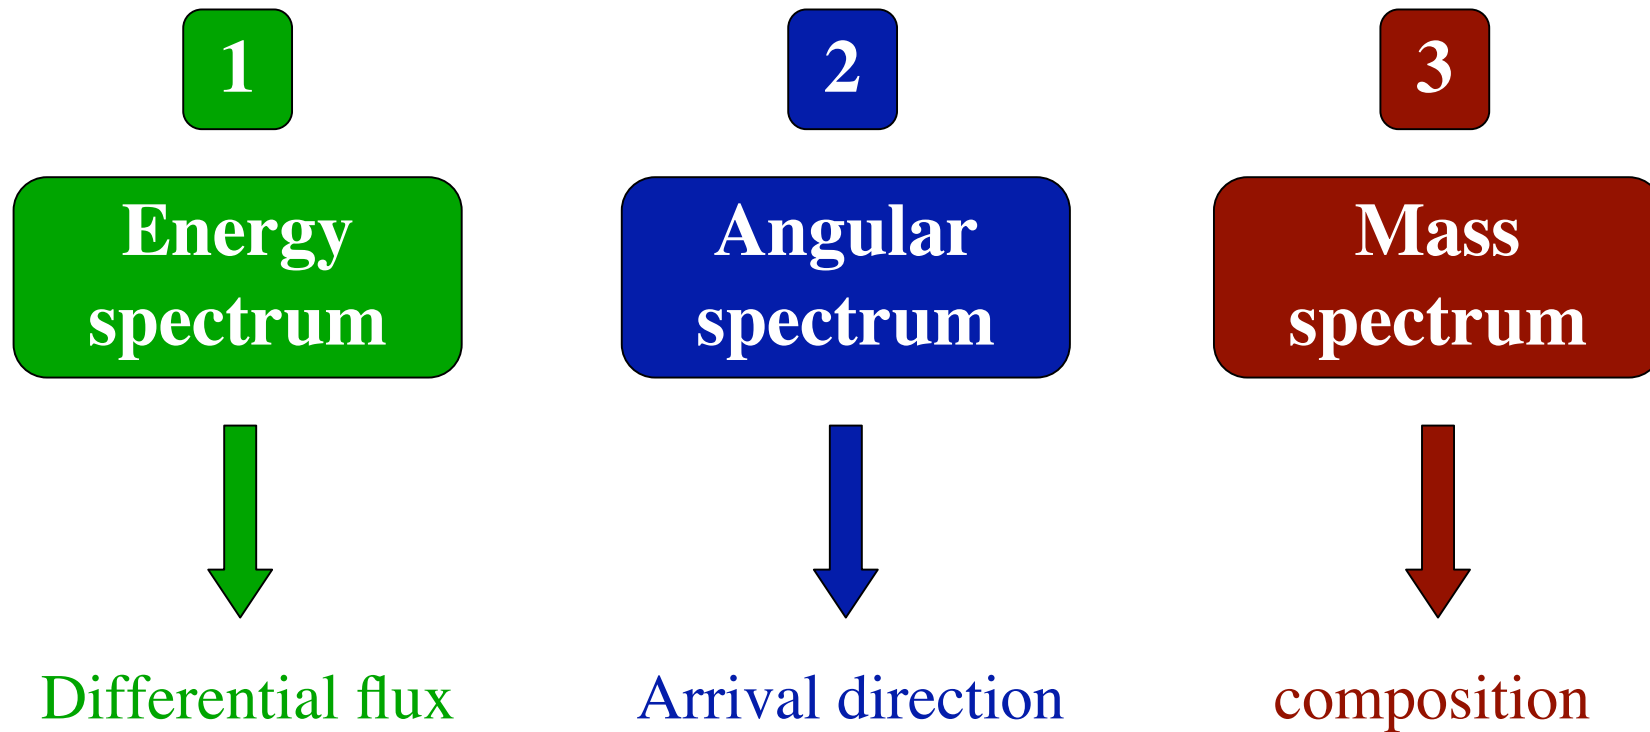 1
Energy
spectrum
Differential flux
2
Angular
spectrum
Arrival direction
3
Mass
spectrum
composition